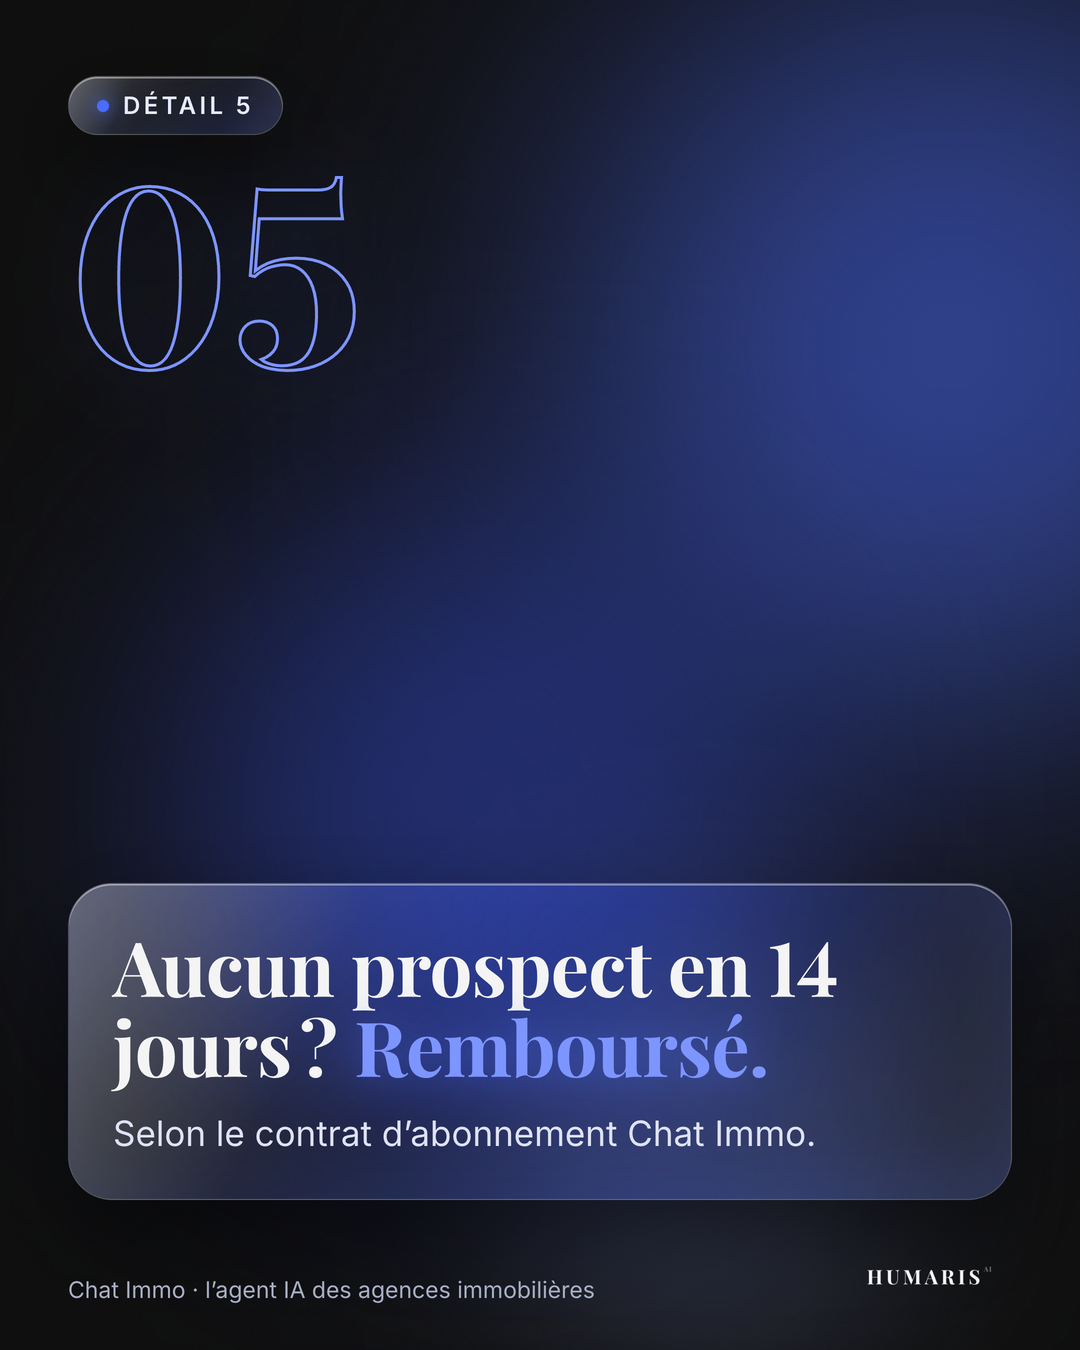 DÉTAIL 5
05
Aucun prospect en 14
jours ? Remboursé.
Selon le contrat d’abonnement Chat Immo.
Chat Immo · l’agent IA des agences immobilières
HUMARIS AI